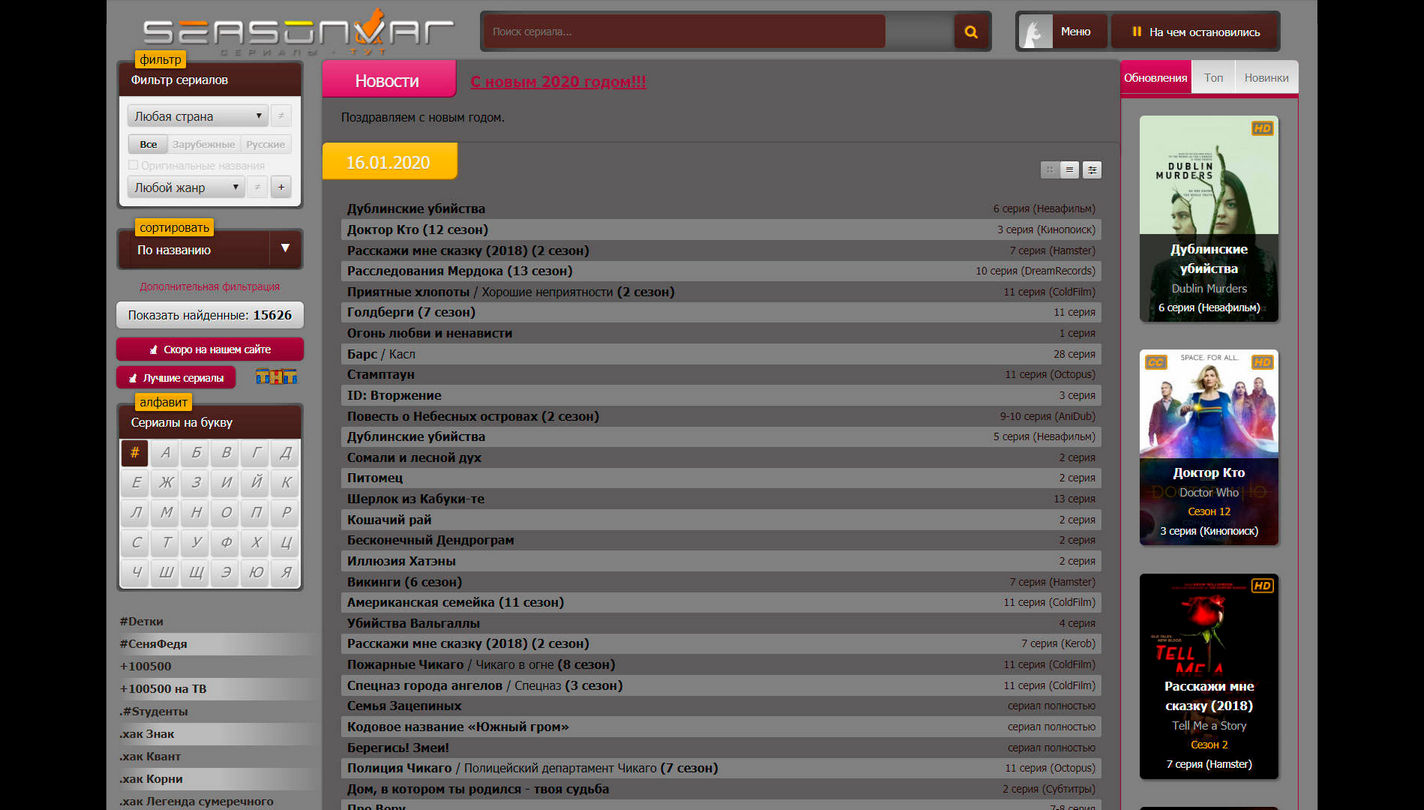 SEASONVAR
СЕРИАЛЫ - ТУТ
Поиск сериала...
Меню
На чем остановились
фильтр
Фильтр сериалов
Любая страна
≠
Все
Зарубежные
Русские
Оригинальные названия
Любой жанр
≠
+
сортировать
По названию
Дополнительная фильтрация
Показать найденные: 15626
Скоро на нашем сайте
Лучшие сериалы
ТНТ
алфавит
Сериалы на букву
# А Б В Г Д
Е Ж З И Й К
Л М Н О П Р
С Т У Ф Х Ц
Ч Ш Щ Э Ю Я
#Dетки
#СеняФедя
+100500
+100500 на ТВ
.#Sтуденты
.хак Знак
.хак Квант
.хак Корни
.хак Легенда сумеречного
Новости
С новым 2020 годом!!!
Поздравляем с новым годом.
16.01.2020
Дублинские убийства 6 серия (Невафильм)
Доктор Кто (12 сезон) 3 серия (Кинопоиск)
Расскажи мне сказку (2018) (2 сезон) 7 серия (Hamster)
Расследования Мердока (13 сезон) 10 серия (DreamRecords)
Приятные хлопоты / Хорошие неприятности (2 сезон) 11 серия (ColdFilm)
Голдберги (7 сезон) 11 серия
Огонь любви и ненависти 1 серия
Барс / Касл 28 серия
Стамптаун 11 серия (Octopus)
ID: Вторжение 3 серия
Повесть о Небесных островах (2 сезон) 9-10 серия (AniDub)
Дублинские убийства 5 серия (Невафильм)
Сомали и лесной дух 2 серия
Питомец 2 серия
Шерлок из Кабуки-те 13 серия
Кошачий рай 2 серия
Бесконечный Дендрограм 2 серия
Иллюзия Хатэны 2 серия
Викинги (6 сезон) 7 серия (Hamster)
Американская семейка (11 сезон) 11 серия (ColdFilm)
Убийства Вальгаллы 4 серия
Расскажи мне сказку (2018) (2 сезон) 7 серия (Kerob)
Пожарные Чикаго / Чикаго в огне (8 сезон) 11 серия (ColdFilm)
Спецназ города ангелов / Спецназ (3 сезон) 11 серия (ColdFilm)
Семья Зацепиных сериал полностью
Кодовое название «Южный гром» сериал полностью
Берегись! Змеи! сериал полностью
Полиция Чикаго / Полицейский департамент Чикаго (7 сезон) 11 серия (Octopus)
Дом, в котором ты родился - твоя судьба 2 серия (Субтитры)
Про Веру 7-8 серия
Обновления
Топ
Новинки
HD
DUBLIN
MURDERS
Дублинские
убийства
Dublin Murders
6 серия (Невафильм)
CC
SPACE. FOR ALL.
HD
Доктор Кто
Doctor Who
Сезон 12
3 серия (Кинопоиск)
HD
TELL
ME A
Расскажи мне
сказку (2018)
Tell Me a Story
Сезон 2
7 серия (Hamster)